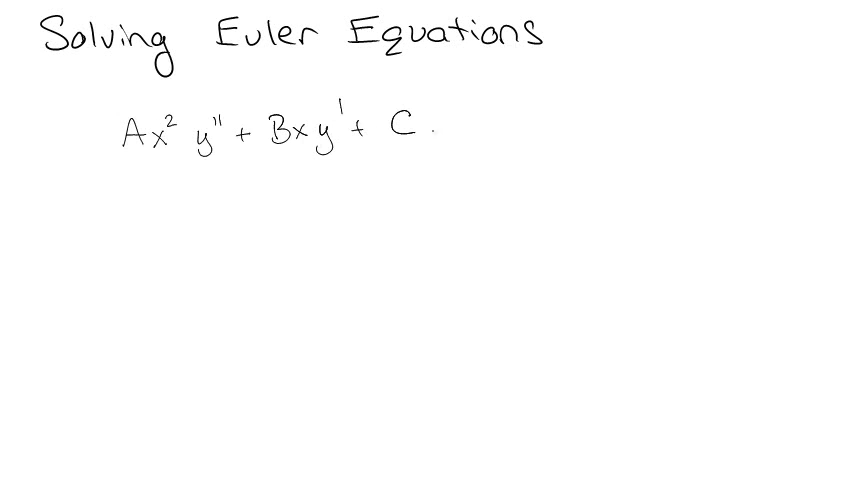 Solving Euler Equations
Ax² y" + Bxy' + C .